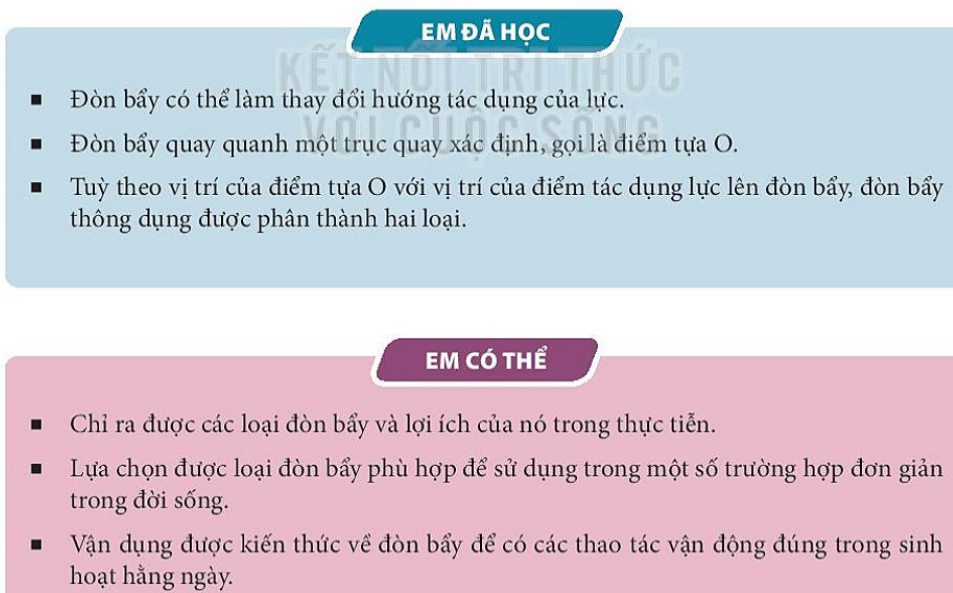 EM ĐÃ HỌC
KẾT NỐI TRI THỨC
VỚI CUỘC SỐNG
▪ Đòn bẩy có thể làm thay đổi hướng tác dụng của lực.
▪ Đòn bẩy quay quanh một trục quay xác định, gọi là điểm tựa O.
▪ Tuỳ theo vị trí của điểm tựa O với vị trí của điểm tác dụng lực lên đòn bẩy, đòn bẩy
thông dụng được phân thành hai loại.
EM CÓ THỂ
▪ Chỉ ra được các loại đòn bẩy và lợi ích của nó trong thực tiễn.
▪ Lựa chọn được loại đòn bẩy phù hợp để sử dụng trong một số trường hợp đơn giản
trong đời sống.
▪ Vận dụng được kiến thức về đòn bẩy để có các thao tác vận động đúng trong sinh
hoạt hằng ngày.